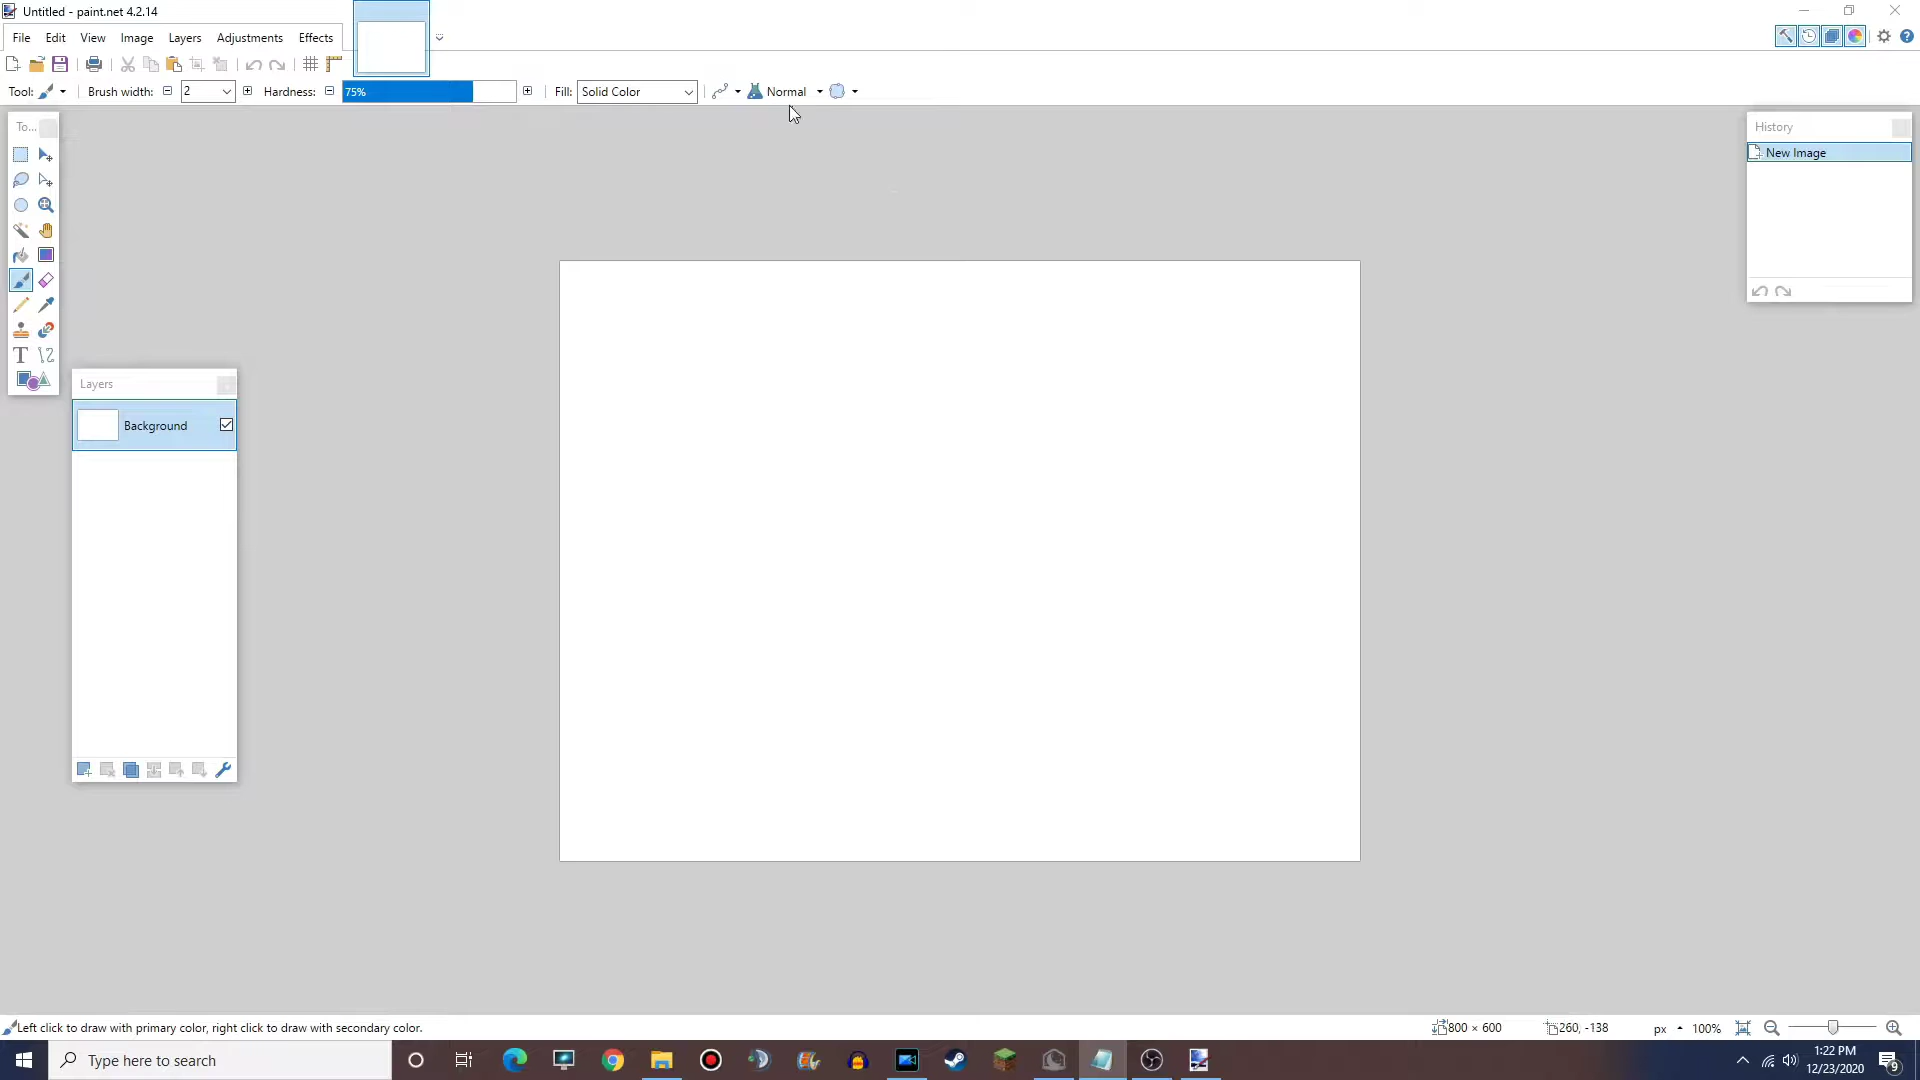 Untitled - paint.net 4.2.14
File Edit View Image Layers Adjustments Effects
Tool: Brush width: 2 Hardness: 75% Fill: Solid Color Normal
To...
History
New Image
Layers
Background
Left click to draw with primary color, right click to draw with secondary color.
800 × 600
260, -138
px
100%
Type here to search
1:22 PM
12/23/2020
9